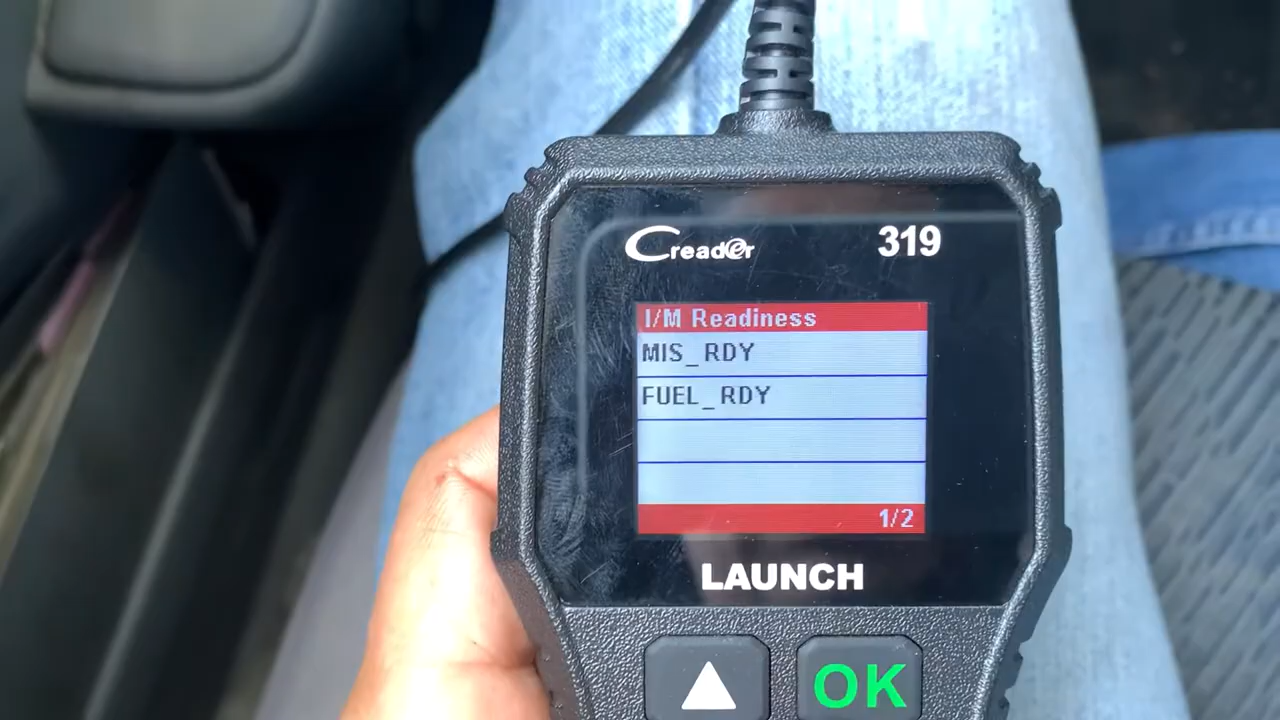 Creader 319
I/M Readiness
MIS_RDY
FUEL_RDY
1/2
LAUNCH
OK